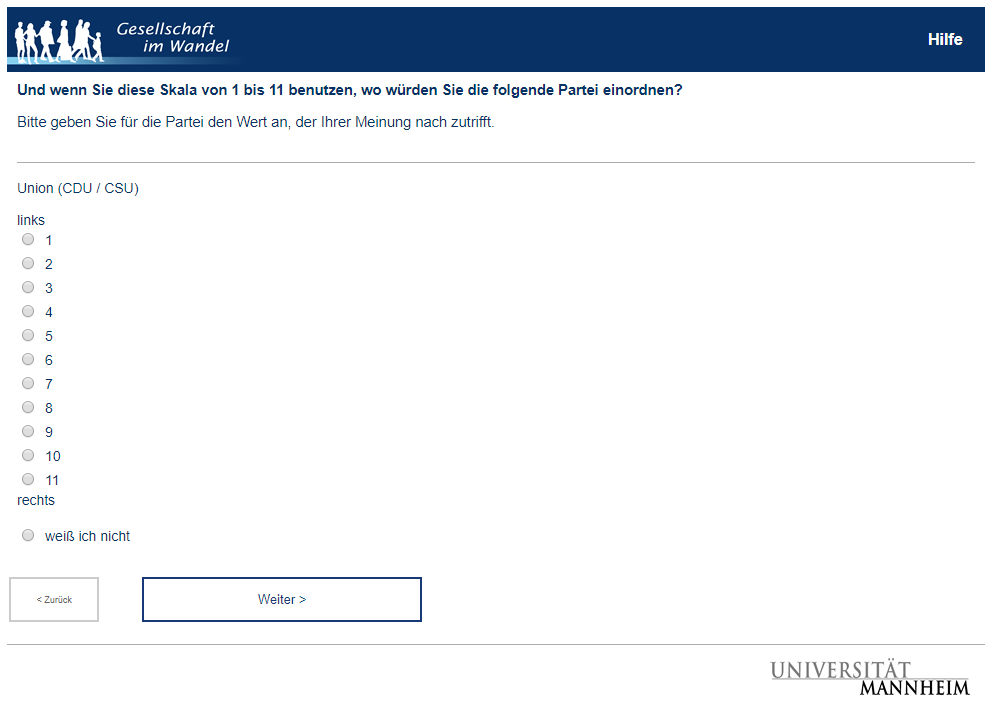 Gesellschaft
im Wandel
Hilfe
Und wenn Sie diese Skala von 1 bis 11 benutzen, wo würden Sie die folgende Partei einordnen?
Bitte geben Sie für die Partei den Wert an, der Ihrer Meinung nach zutrifft.
Union (CDU / CSU)
links
1
2
3
4
5
6
7
8
9
10
11
rechts
weiß ich nicht
< Zurück
Weiter >
UNIVERSITÄT
MANNHEIM